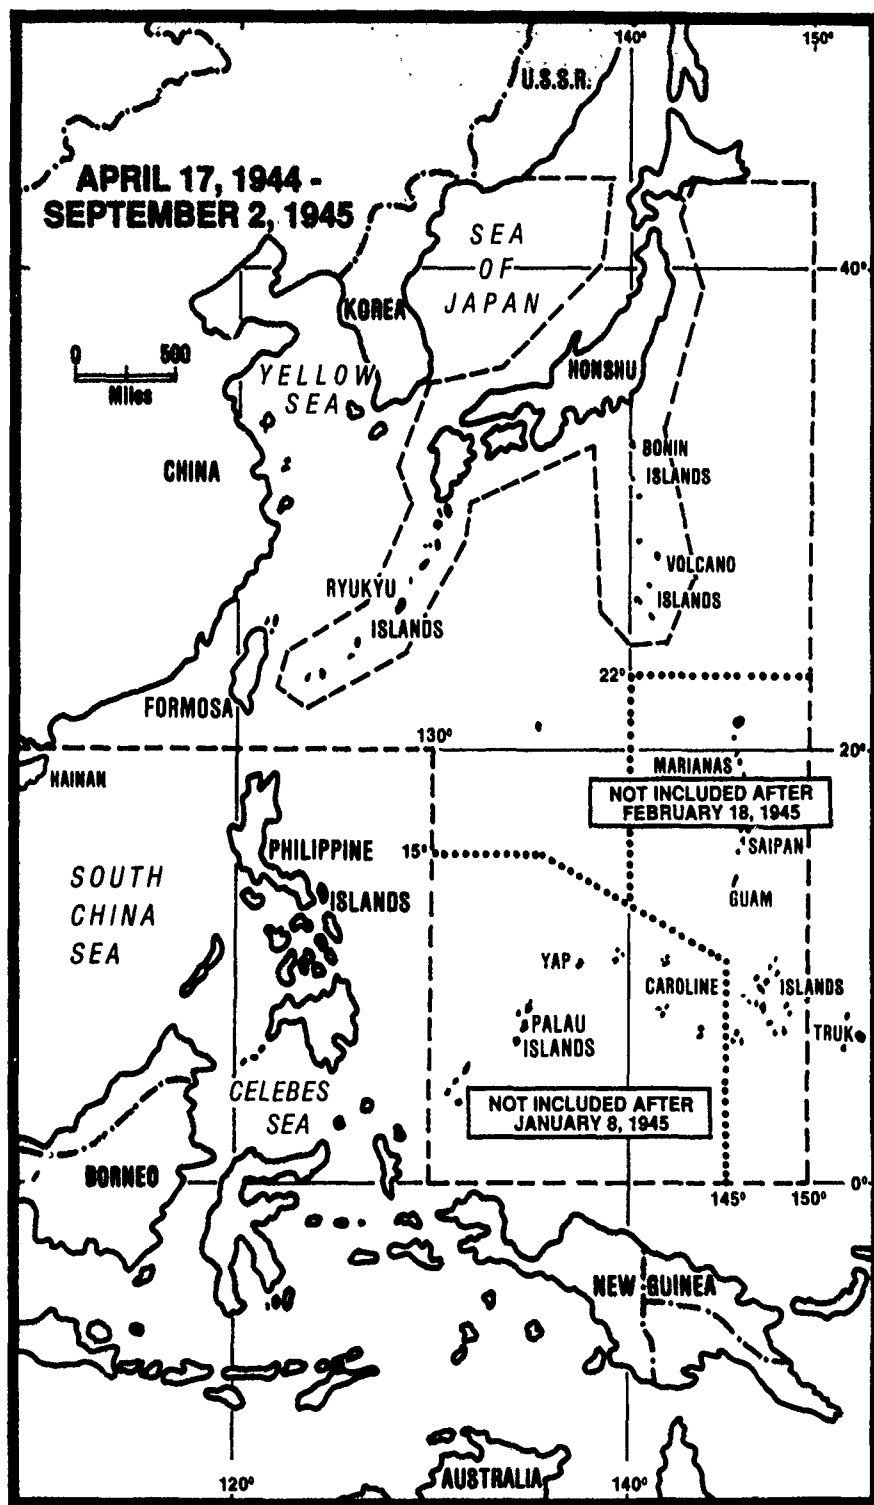 140°
150°
U.S.S.R.
APRIL 17, 1944 -
SEPTEMBER 2, 1945
SEA
OF
JAPAN
40°
KOREA
0 500
Miles
YELLOW
SEA
HONSHU
CHINA
BONIN
ISLANDS
VOLCANO
ISLANDS
RYUKYU
ISLANDS
22°
FORMOSA
130°
20°
HAINAN
MARIANAS
NOT INCLUDED AFTER
FEBRUARY 18, 1945
15°
SAIPAN
PHILIPPINE
ISLANDS
SOUTH
CHINA
SEA
GUAM
YAP
CAROLINE ISLANDS
PALAU
ISLANDS
TRUK
CELEBES
SEA
NOT INCLUDED AFTER
JANUARY 8, 1945
BORNEO
0°
145°
150°
NEW GUINEA
120°
AUSTRALIA
140°